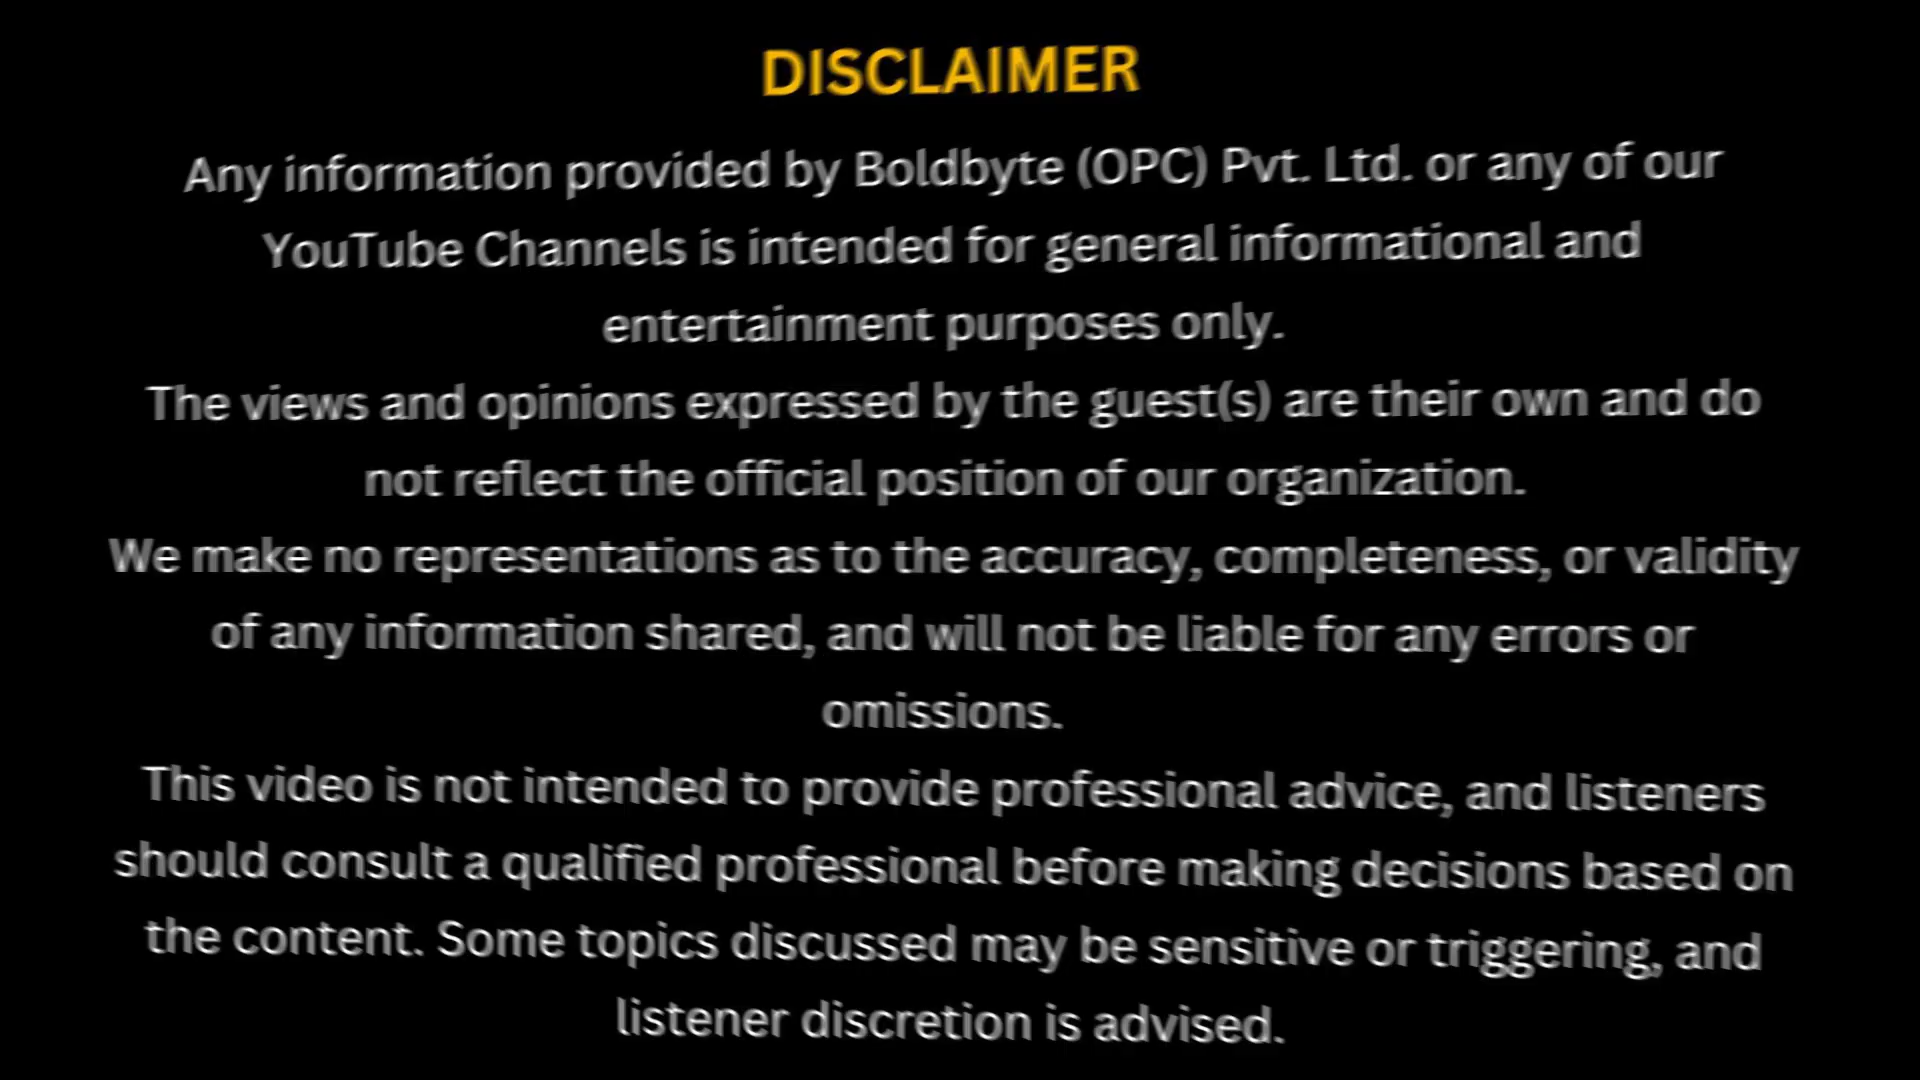 DISCLAIMER
Any information provided by Boldbyte (OPC) Pvt. Ltd. or any of our
YouTube Channels is intended for general informational and
entertainment purposes only.
The views and opinions expressed by the guest(s) are their own and do
not reflect the official position of our organization.
We make no representations as to the accuracy, completeness, or validity
of any information shared, and will not be liable for any errors or
omissions.
This video is not intended to provide professional advice, and listeners
should consult a qualified professional before making decisions based on
the content. Some topics discussed may be sensitive or triggering, and
listener discretion is advised.